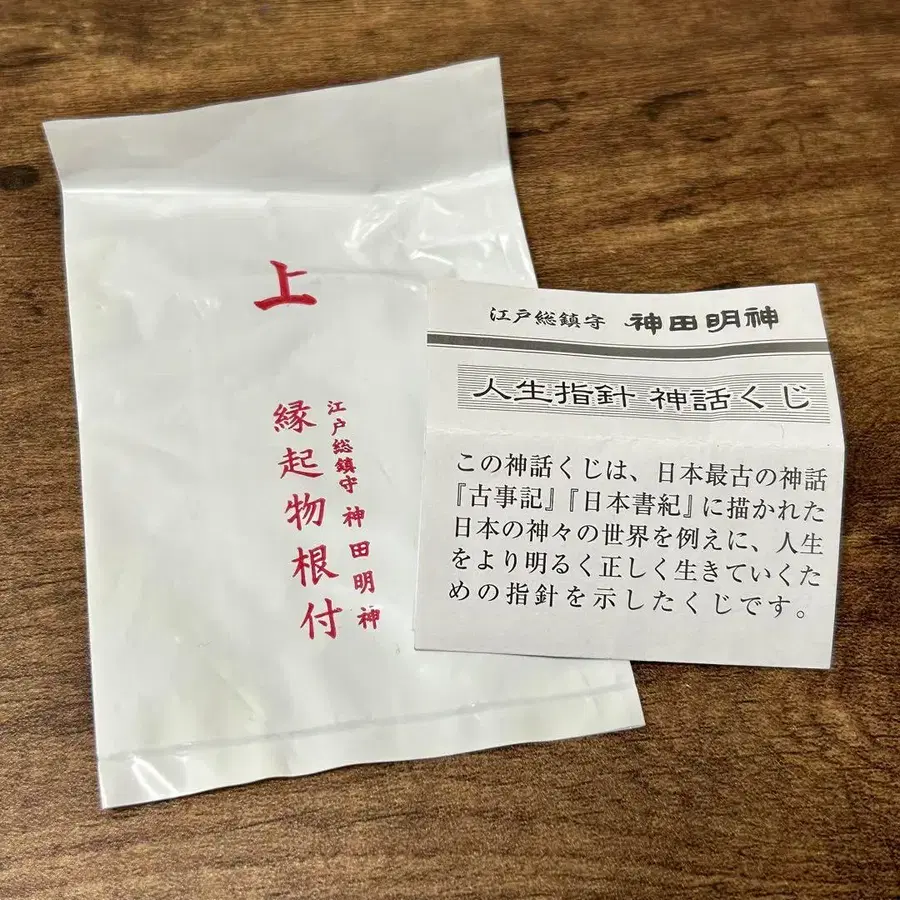 上
江戸総鎮守 神田明神
縁起物根付
江戸総鎮守 神田明神
人生指針 神話くじ
この神話くじは、日本最古の神話
『古事記』『日本書紀』に描かれた
日本の神々の世界を例えに、人生
をより明るく正しく生きていくた
めの指針を示したくじです。